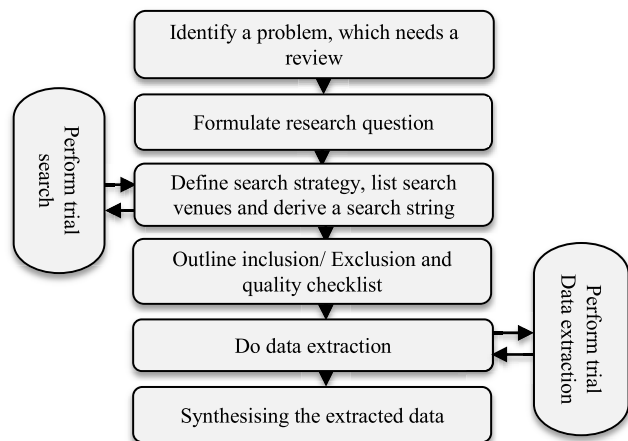 Identify a problem, which needs a
review
Formulate research question
Perform trial
search
Define search strategy, list search
venues and derive a search string
Outline inclusion/ Exclusion and
quality checklist
Do data extraction
Perform trial
Data extraction
Synthesising the extracted data